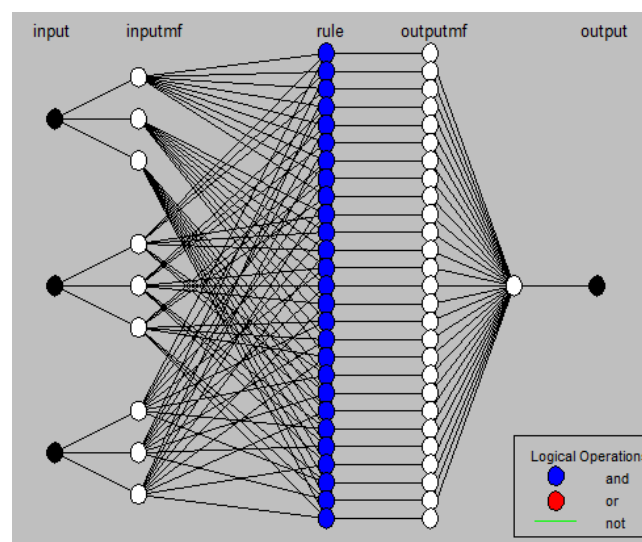 input inputmf rule outputmf output
Logical Operations
and
or
not